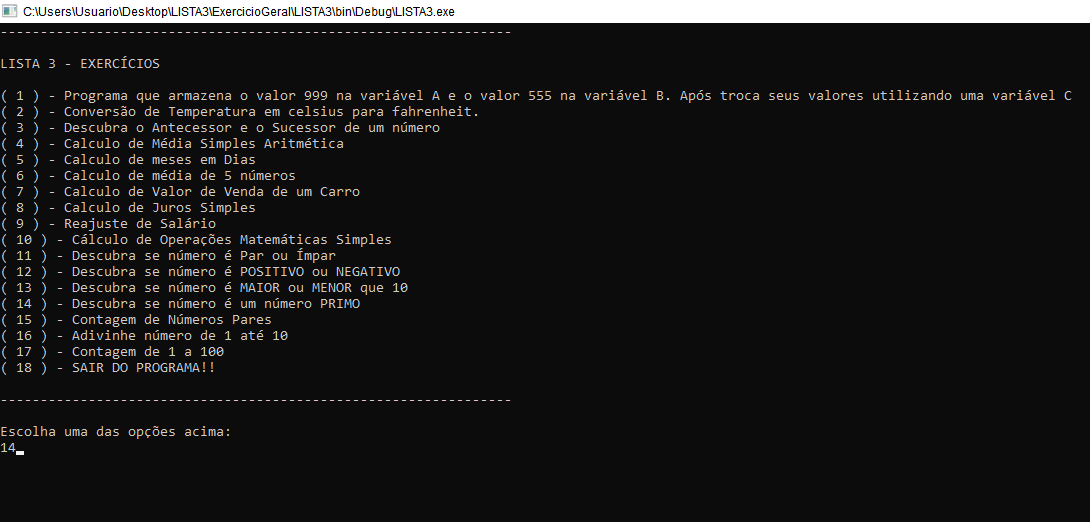 C:\Users\Usuario\Desktop\LISTA3\ExercicioGeral\LISTA3\bin\Debug\LISTA3.exe
----------------------------------------------------------------
LISTA 3 - EXERCÍCIOS
( 1 ) - Programa que armazena o valor 999 na variável A e o valor 555 na variável B. Após troca seus valores utilizando uma variável C
( 2 ) - Conversão de Temperatura em celsius para fahrenheit.
( 3 ) - Descubra o Antecessor e o Sucessor de um número
( 4 ) - Calculo de Média Simples Aritmética
( 5 ) - Calculo de meses em Dias
( 6 ) - Calculo de média de 5 números
( 7 ) - Calculo de Valor de Venda de um Carro
( 8 ) - Calculo de Juros Simples
( 9 ) - Reajuste de Salário
( 10 ) - Cálculo de Operações Matemáticas Simples
( 11 ) - Descubra se número é Par ou Ímpar
( 12 ) - Descubra se número é POSITIVO ou NEGATIVO
( 13 ) - Descubra se número é MAIOR ou MENOR que 10
( 14 ) - Descubra se número é um número PRIMO
( 15 ) - Contagem de Números Pares
( 16 ) - Adivinhe número de 1 até 10
( 17 ) - Contagem de 1 a 100
( 18 ) - SAIR DO PROGRAMA!!
----------------------------------------------------------------
Escolha uma das opções acima:
14